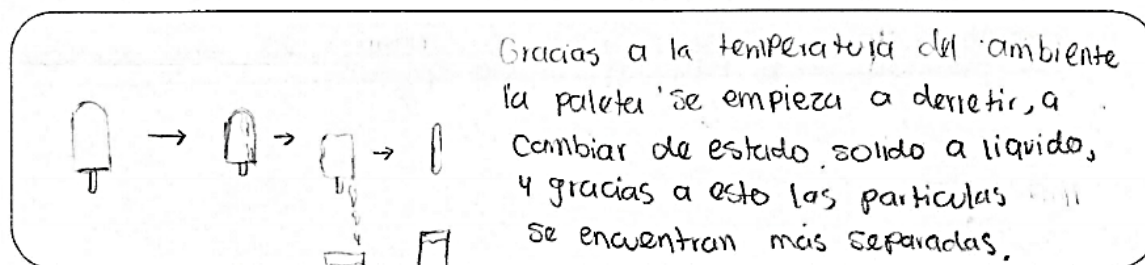 Gracias a la temperatura del ambiente
la paleta se empieza a derretir, a
Cambiar de estado solido a liquido,
y gracias a esto las particulas
se encuentran más separadas.